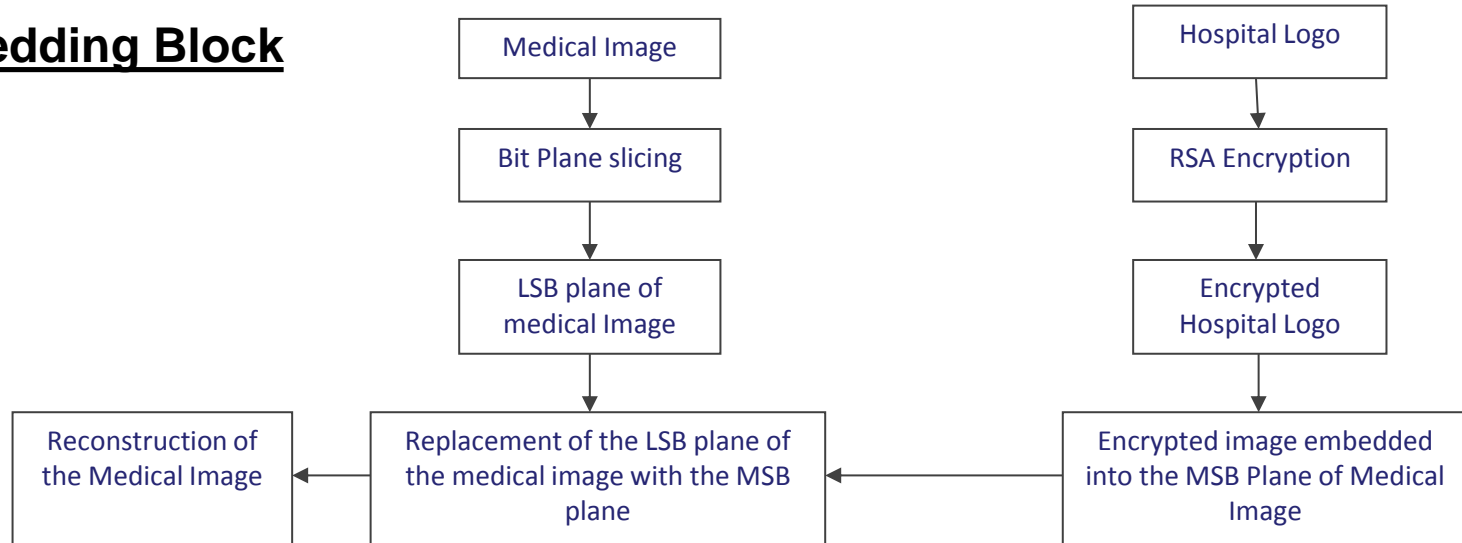 edding Block
Medical Image
Hospital Logo
Bit Plane slicing
RSA Encryption
LSB plane of
medical Image
Encrypted
Hospital Logo
Reconstruction of
the Medical Image
Replacement of the LSB plane of
the medical image with the MSB
plane
Encrypted image embedded
into the MSB Plane of Medical
Image